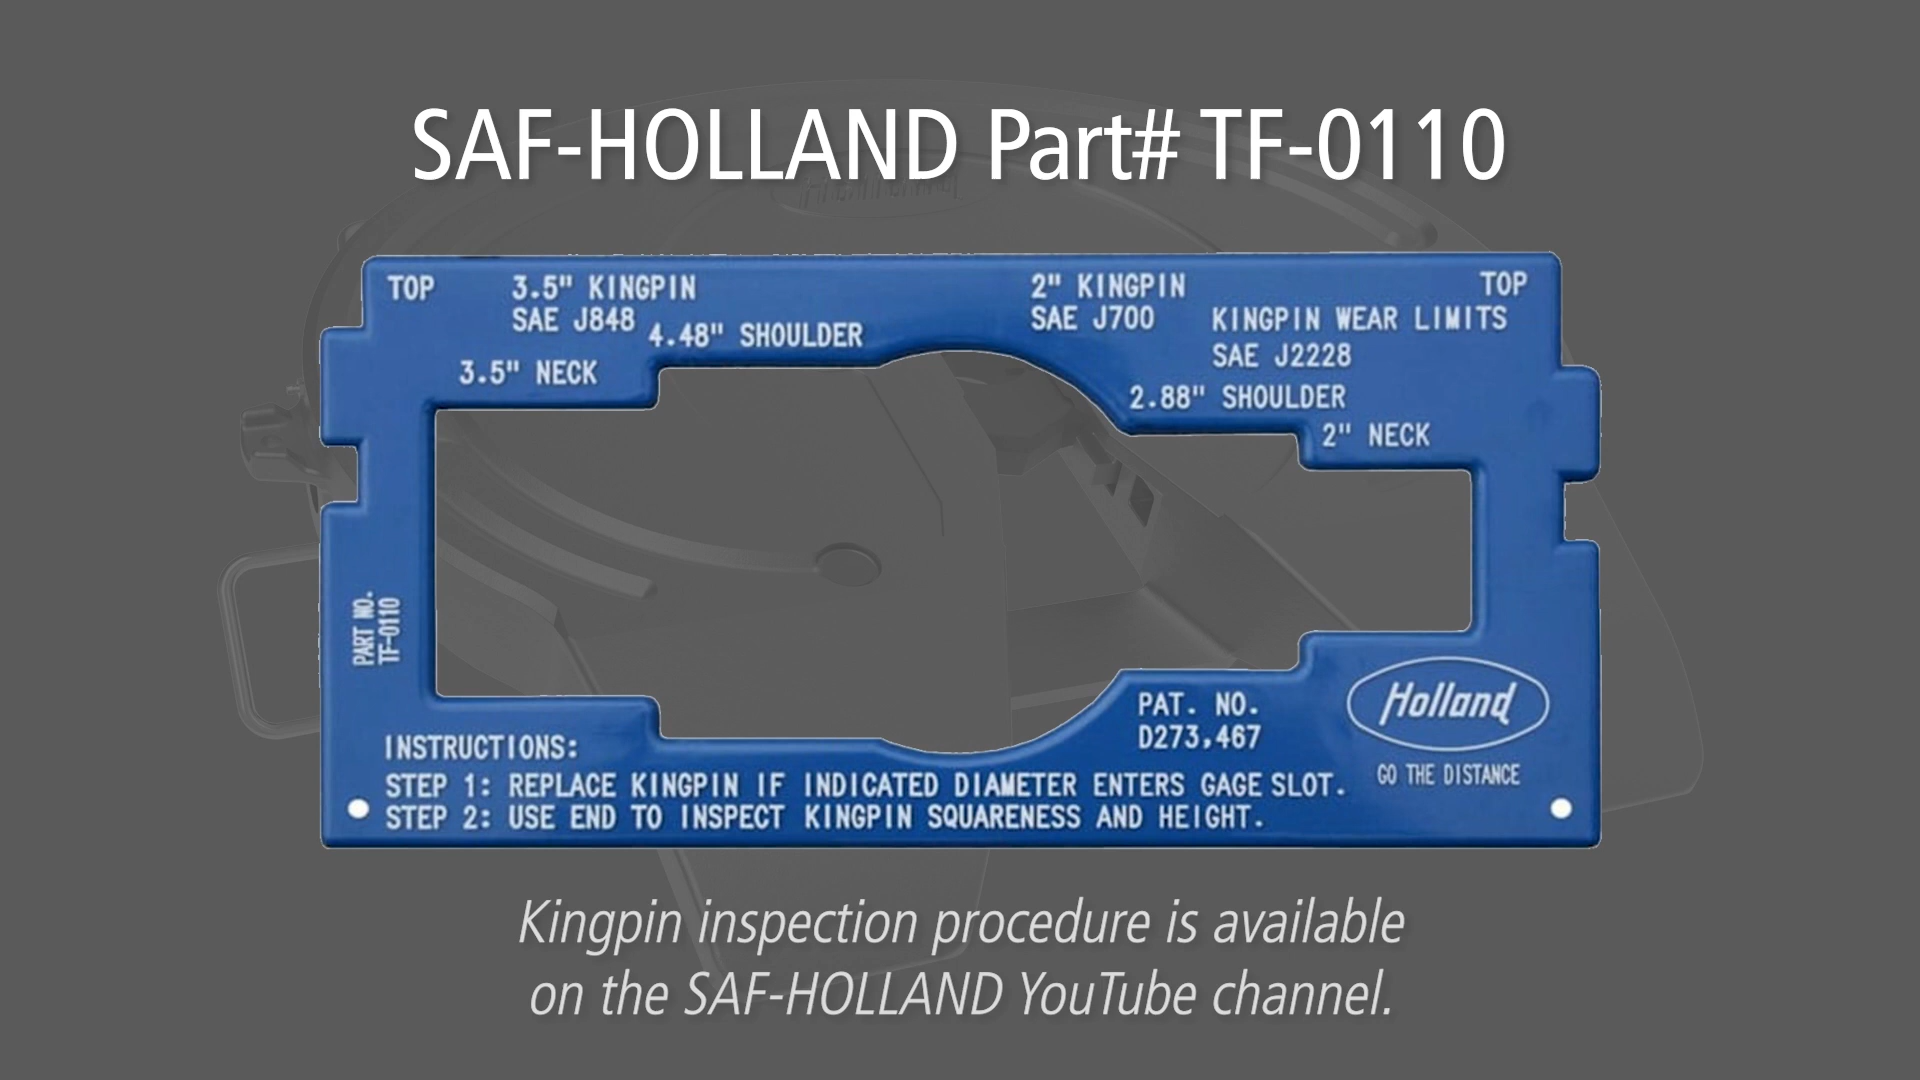 SAF-HOLLAND Part# TF-0110
TOP
3.5" KINGPIN
SAE J848
4.48" SHOULDER
3.5" NECK
2" KINGPIN
SAE J700
TOP
KINGPIN WEAR LIMITS
SAE J2228
2.88" SHOULDER
2" NECK
PART NO.
TF-0110
PAT. NO.
D273,467
Holland
GO THE DISTANCE
INSTRUCTIONS:
STEP 1: REPLACE KINGPIN IF INDICATED DIAMETER ENTERS GAGE SLOT.
STEP 2: USE END TO INSPECT KINGPIN SQUARENESS AND HEIGHT.
Kingpin inspection procedure is available
on the SAF-HOLLAND YouTube channel.